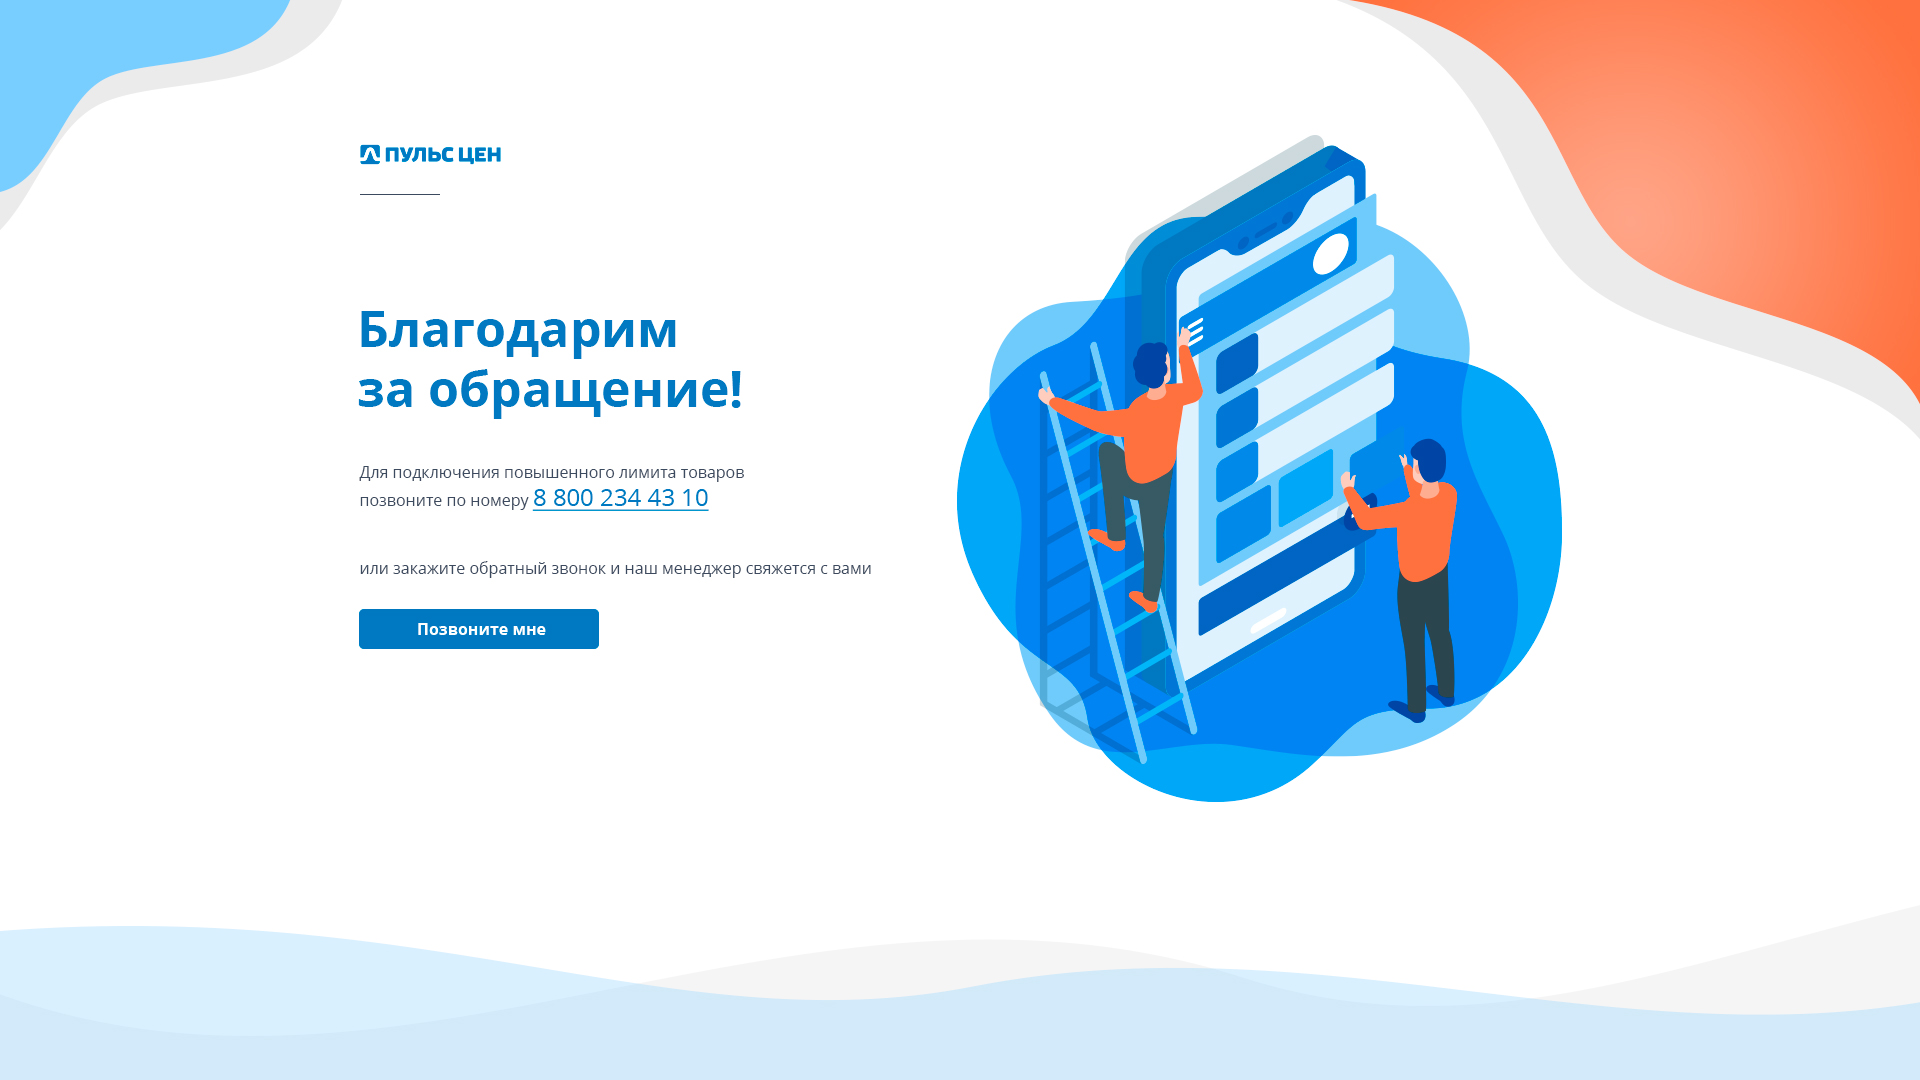 ПУЛЬС ЦЕН
Благодарим
за обращение!
Для подключения повышенного лимита товаров
позвоните по номеру 8 800 234 43 10
или закажите обратный звонок и наш менеджер свяжется с вами
Позвоните мне